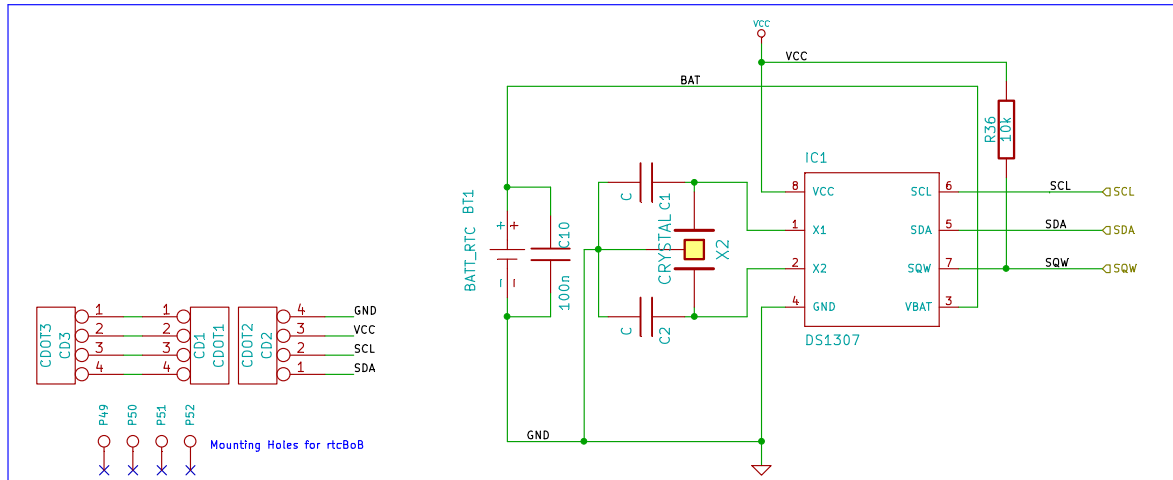 VCC
VCC
BAT
R36
10k
IC1
8 VCC SCL 6 SCL SCL
1 X1 SDA 5 SDA SDA
2 X2 SQW 7 SQW SQW
4 GND VBAT 3
DS1307
C C1
CRYSTAL X2
C C2
BATT_RTC BT1
+ +
C10
100n
GND
CDOT3
CD3
1 1
2 2
3 3
4 4
CD1
CDOT1
CDOT2
CD2
4 GND
3 VCC
2 SCL
1 SDA
P49 P50 P51 P52
Mounting Holes for rtcBoB